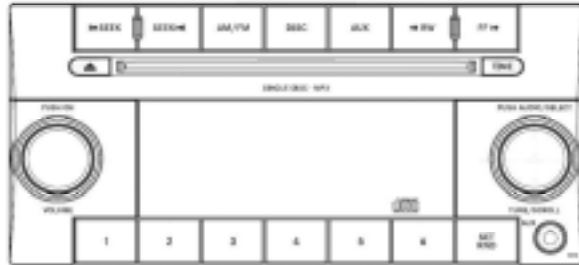 SEEK SEEK AM/FM DISC AUX RW FF
TIME
SINGLE DISC - MP3
PUSH/ON PUSH AUDIO/SELECT
VOLUME TUNE/SCROLL
AUX
1 2 3 4 5 6 SET
RND